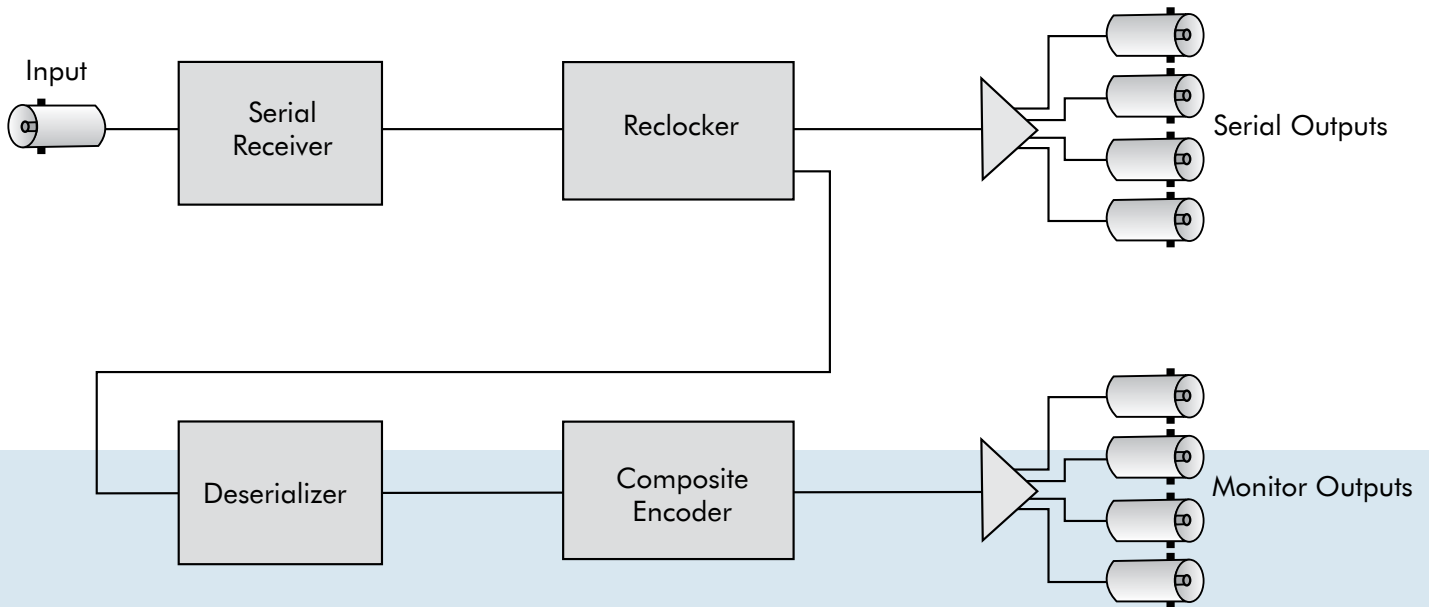 Input
Serial
Receiver
Reclocker
Serial Outputs
Deserializer
Composite
Encoder
Monitor Outputs